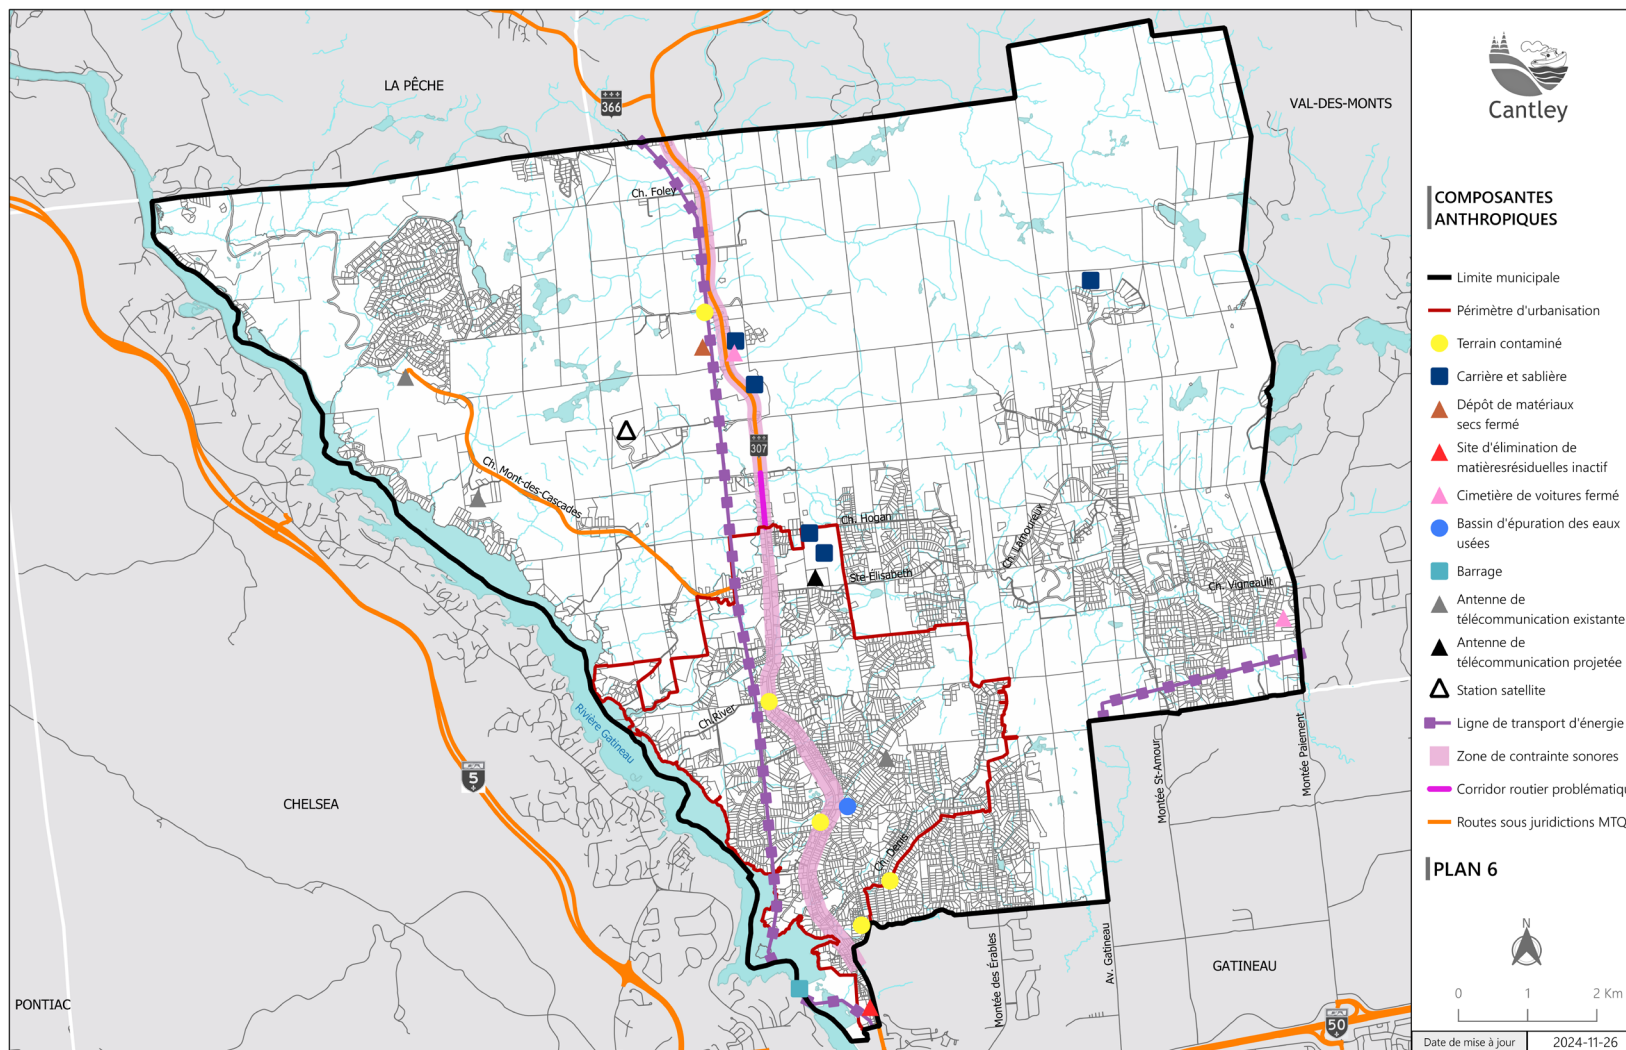 LA PÊCHE
366
VAL-DES-MONTS
Ch. Foley
307
Ch. Mont-des-Cascades
Ch. Hogan
Ste-Élisabeth
Ch. Lamoureux
Ch. Vigneault
Ch.River
Rivière Gatineau
5
CHELSEA
Ch. Denis
Montée St-Amour
Montée Paiement
Montée des Érables
Av. Gatineau
GATINEAU
PONTIAC
50
Cantley
COMPOSANTES
ANTHROPIQUES
Limite municipale
Périmètre d'urbanisation
Terrain contaminé
Carrière et sablière
Dépôt de matériaux
secs fermé
Site d'élimination de
matièresrésiduelles inactif
Cimetière de voitures fermé
Bassin d'épuration des eaux
usées
Barrage
Antenne de
télécommunication existante
Antenne de
télécommunication projetée
Station satellite
Ligne de transport d'énergie
Zone de contrainte sonores
Corridor routier problématiqu
Routes sous juridictions MTQ
PLAN 6
N
0 1 2 Km
Date de mise à jour 2024-11-26